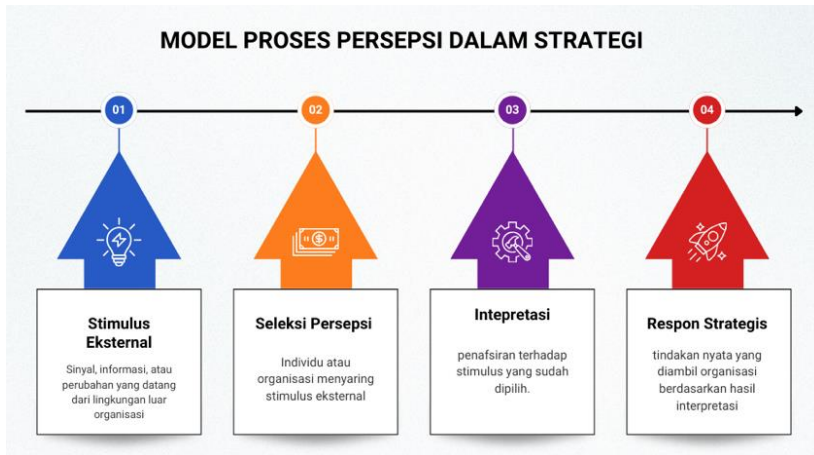 MODEL PROSES PERSEPSI DALAM STRATEGI
01
02
03
04
Stimulus
Eksternal
Sinyal, informasi, atau
perubahan yang datang
dari lingkungan luar
organisasi
Seleksi Persepsi
Individu atau
organisasi menyaring
stimulus eksternal
Intepretasi
penafsiran terhadap
stimulus yang sudah
dipilih.
Respon Strategis
tindakan nyata yang
diambil organisasi
berdasarkan hasil
interpretasi